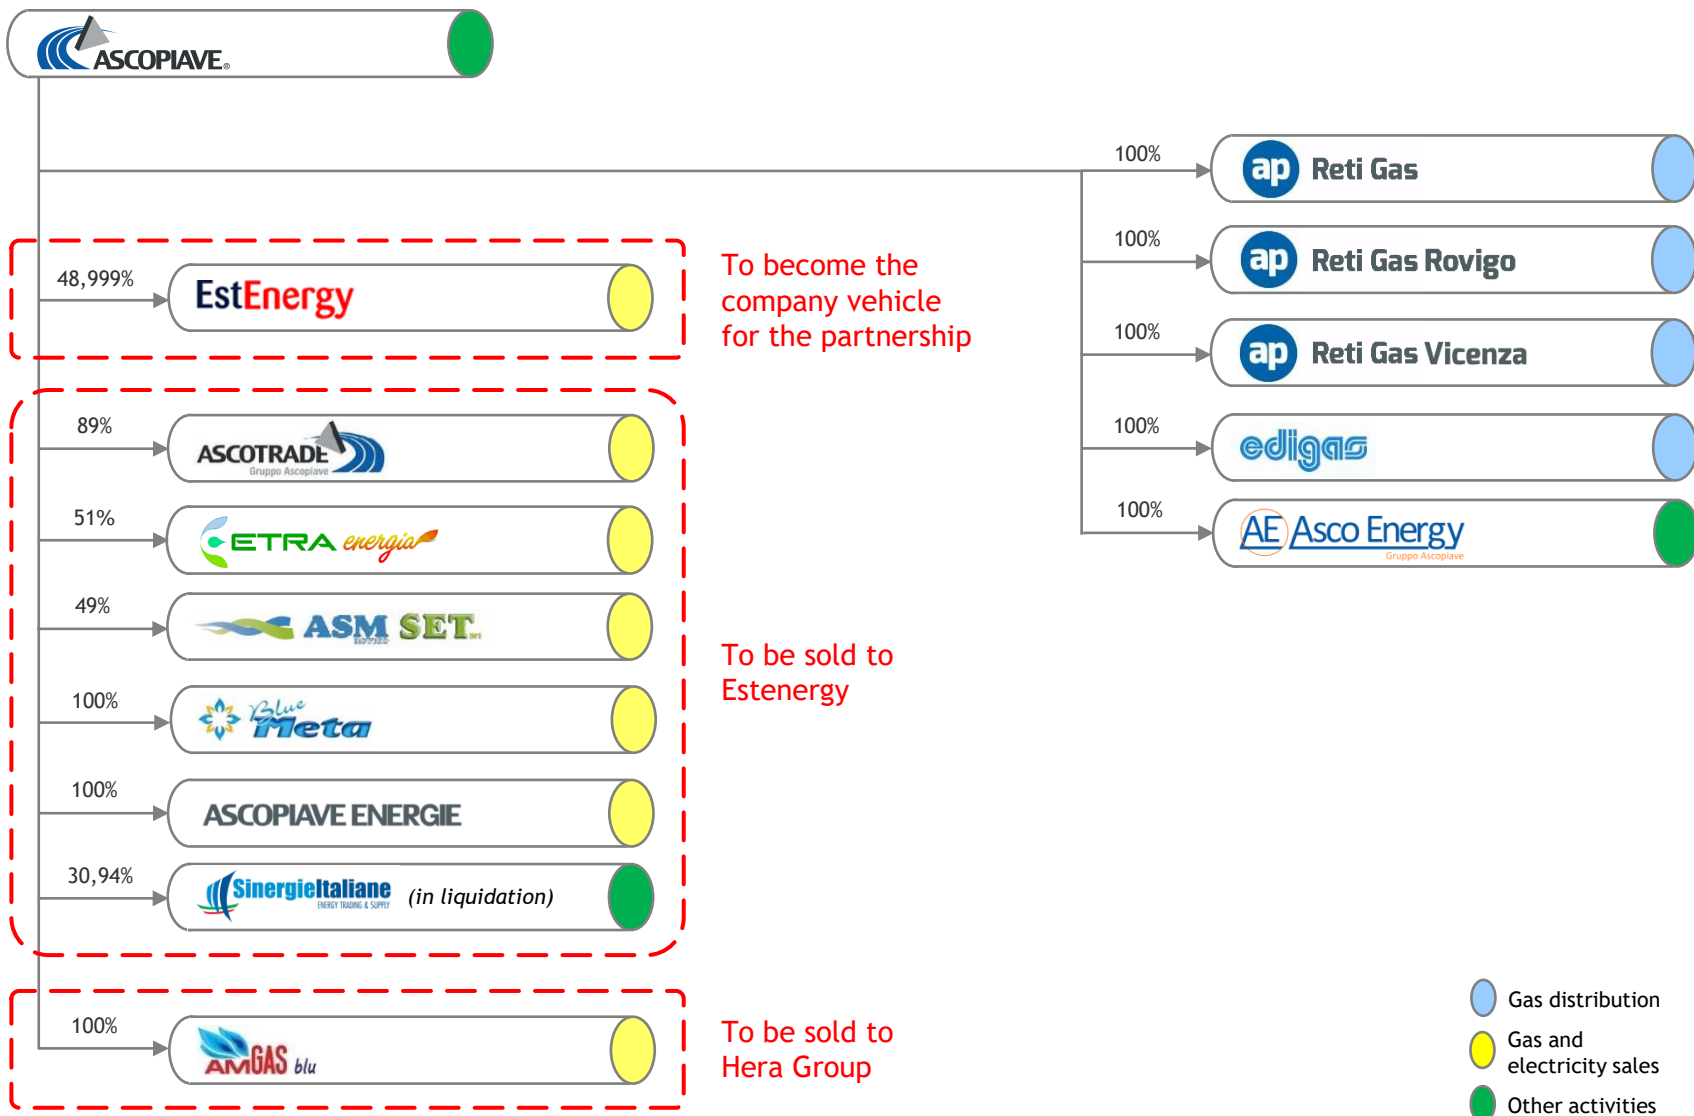 ASCOPIAVE®
100%
ap Reti Gas
100%
ap Reti Gas Rovigo
100%
ap Reti Gas Vicenza
100%
edigas
100%
AE Asco Energy
Gruppo Ascopiave
48,999%
EstEnergy
To become the
company vehicle
for the partnership
89%
ASCOTRADE
Gruppo Ascopiave
51%
ETRA energia
49%
ASM SET
100%
Blue
Meta
100%
ASCOPIAVE ENERGIE
30,94%
SinergieItaliane (in liquidation)
ENERGY TRADING & SUPPLY
To be sold to
Estenergy
100%
AMGAS blu
To be sold to
Hera Group
Gas distribution
Gas and
electricity sales
Other activities